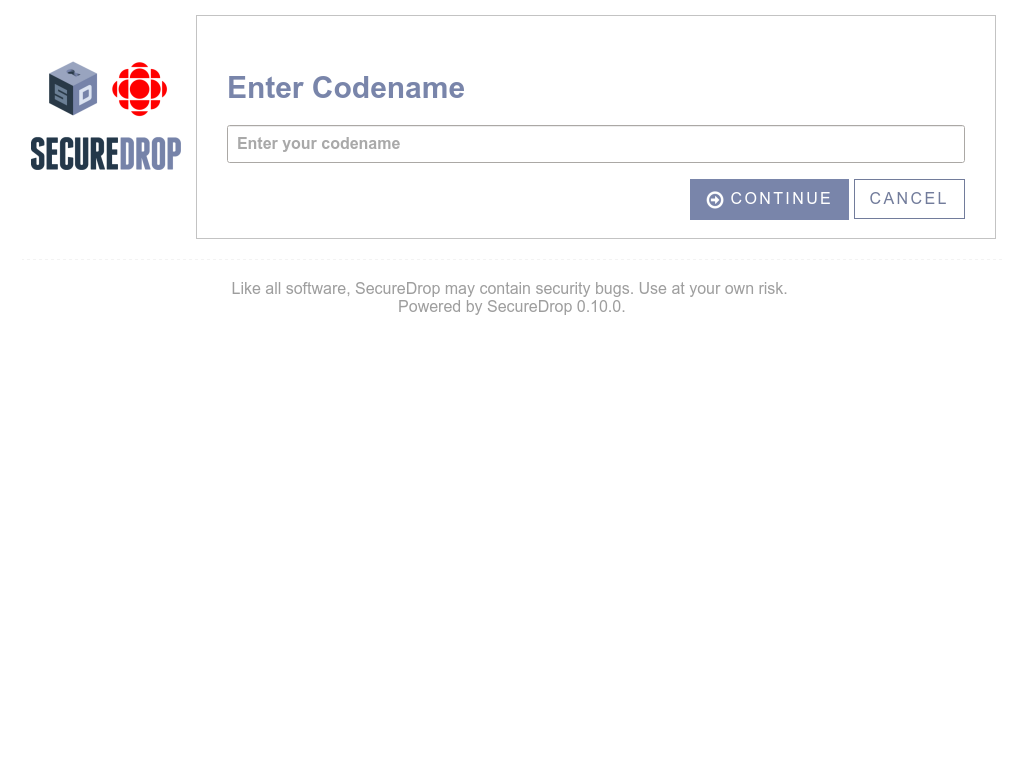 SECUREDROP
Enter Codename
Enter your codename
CONTINUE
CANCEL
Like all software, SecureDrop may contain security bugs. Use at your own risk.
Powered by SecureDrop 0.10.0.